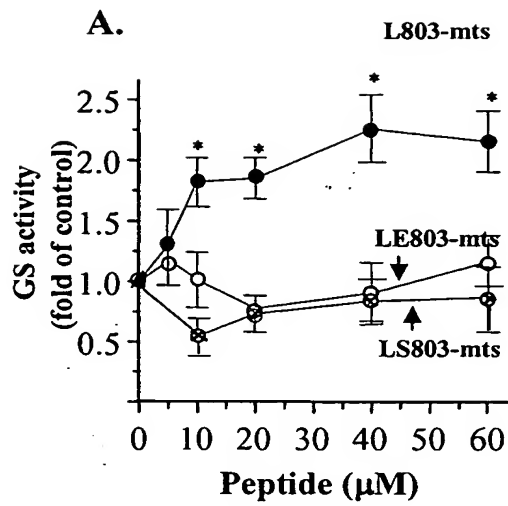 A.
L803-mts
GS activity
(fold of control)
2.5
2.0
1.5
1.0
0.5
* * * *
LE803-mts
LS803-mts
0 10 20 30 40 50 60
Peptide (μM)